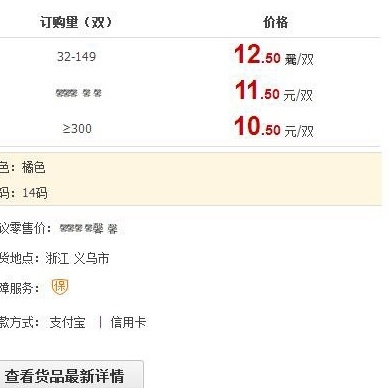 订购量（双） 价格
32-149 12.50 /双
11.50 元/双
≥300 10.50 元/双
色：橘色
码：14码
议零售价：
货地点：浙江 义乌市
障服务： 保
款方式： 支付宝 | 信用卡
查看货品最新详情